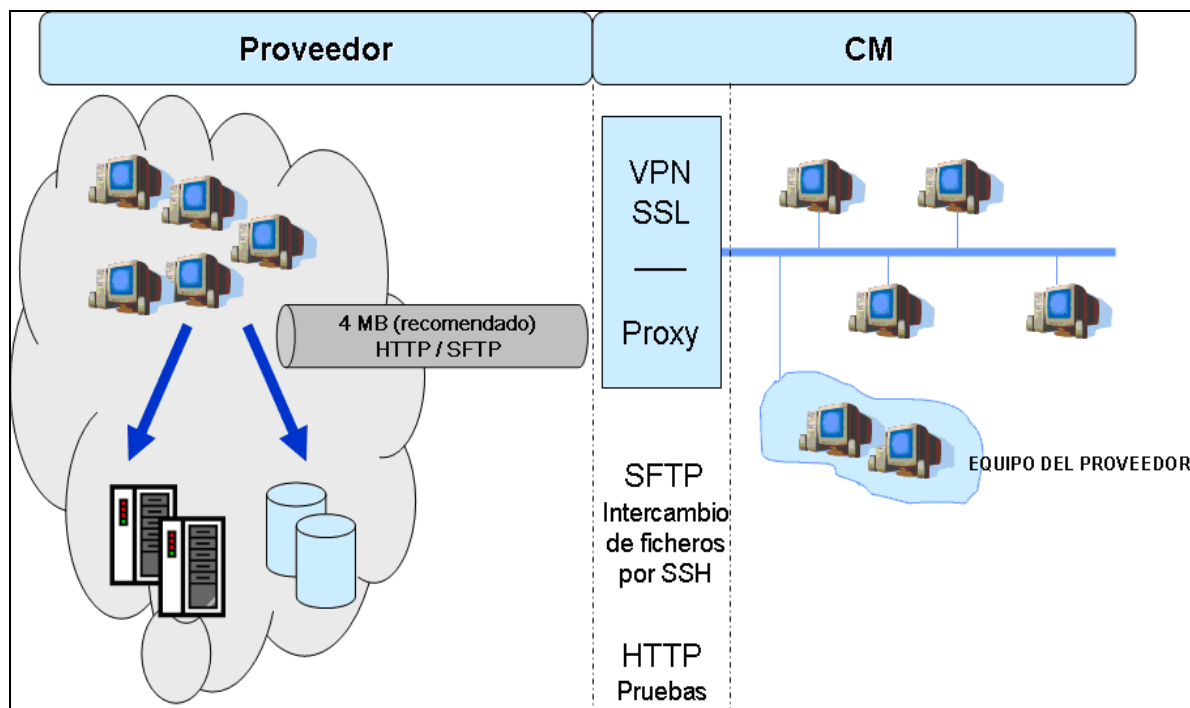 Proveedor
CM
VPN
SSL
Proxy
4 MB (recomendado)
HTTP / SFTP
EQUIPO DEL PROVEEDOR
SFTP
Intercambio
de ficheros
por SSH
HTTP
Pruebas